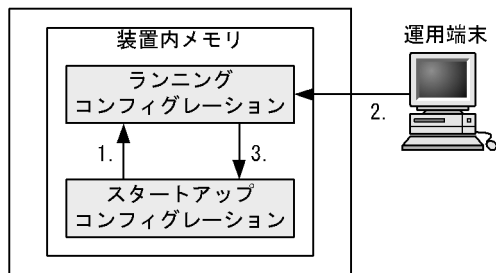 装置内メモリ
運用端末
ランニング
コンフィグレーション
2.
1.
3.
スタートアップ
コンフィグレーション